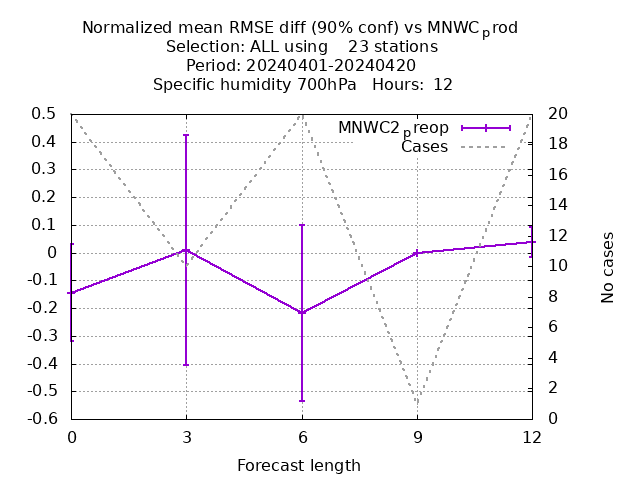 Normalized mean RMSE diff (90% conf) vs MNWCprod
Selection: ALL using    23 stations
Period: 20240401-20240420
Specific humidity 700hPa   Hours:  12
MNWC2preop
Cases
0.5
0.4
0.3
0.2
0.1
0
-0.1
-0.2
-0.3
-0.4
-0.5
-0.6
20
18
16
14
12
10
8
6
4
2
0
No cases
0 3 6 9 12
Forecast length